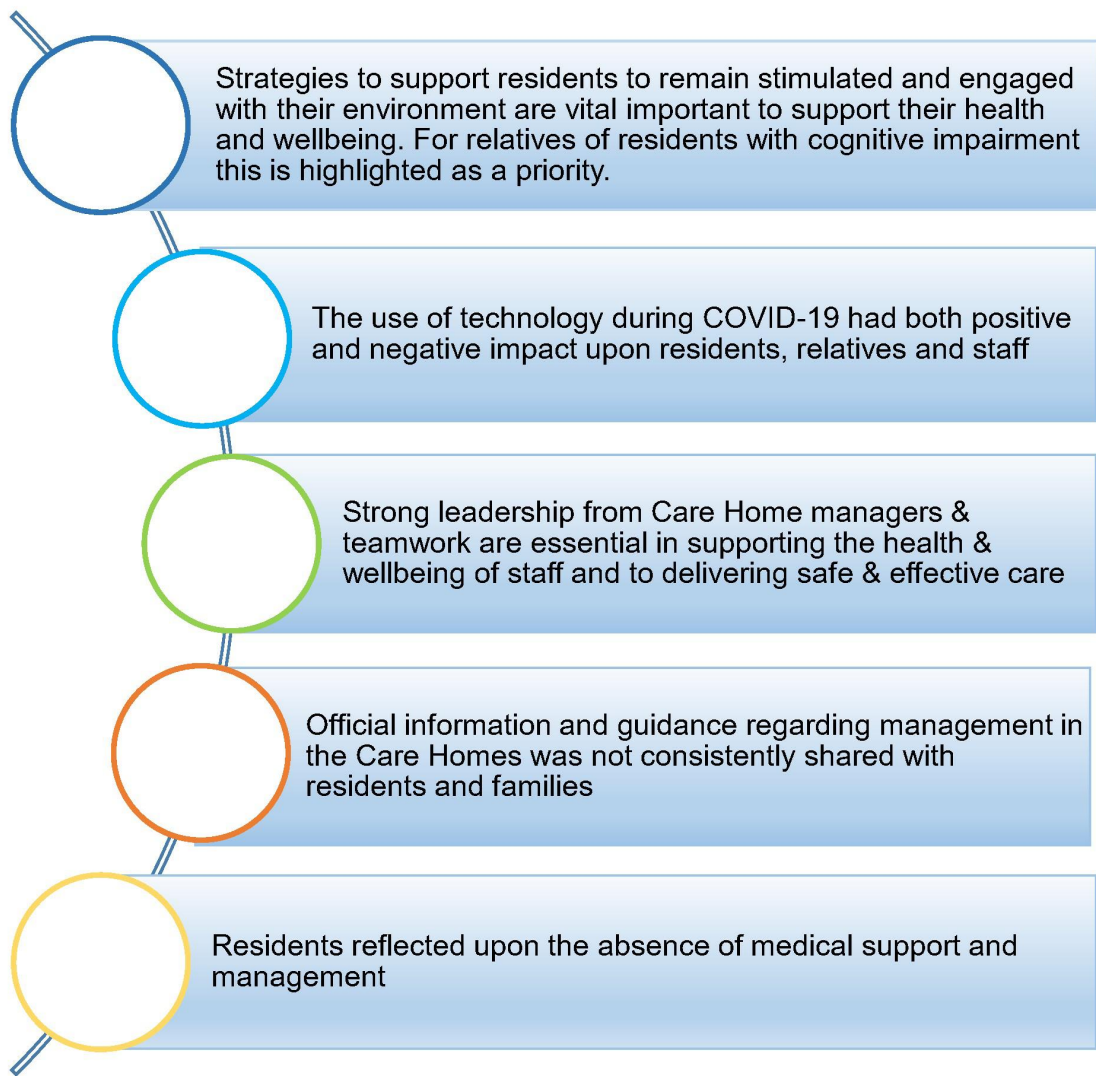 Strategies to support residents to remain stimulated and engaged
with their environment are vital important to support their health
and wellbeing. For relatives of residents with cognitive impairment
this is highlighted as a priority.
The use of technology during COVID-19 had both positive
and negative impact upon residents, relatives and staff
Strong leadership from Care Home managers &
teamwork are essential in supporting the health &
wellbeing of staff and to delivering safe & effective care
Official information and guidance regarding management in
the Care Homes was not consistently shared with
residents and families
Residents reflected upon the absence of medical support and
management